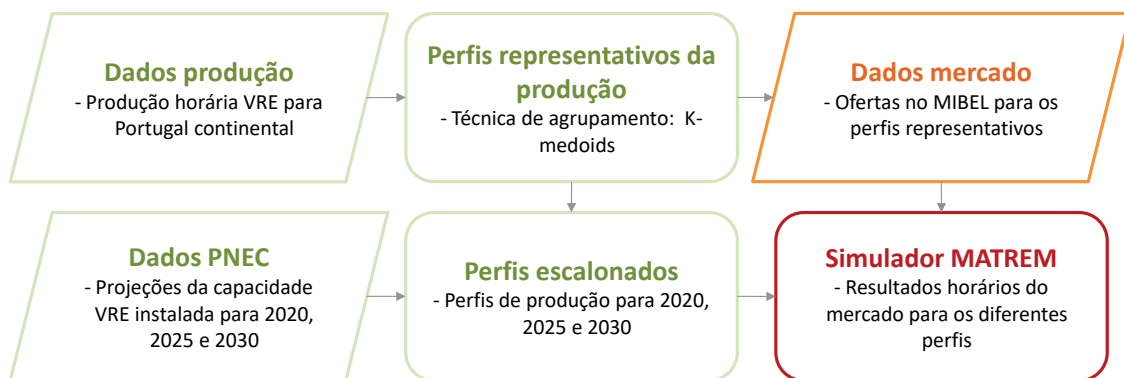 Dados produção
- Produção horária VRE para
Portugal continental
Perfis representativos da
produção
- Técnica de agrupamento: K-
medoids
Dados mercado
- Ofertas no MIBEL para os
perfis representativos
Dados PNEC
- Projeções da capacidade
VRE instalada para 2020,
2025 e 2030
Perfis escalonados
- Perfis de produção para 2020,
2025 e 2030
Simulador MATREM
- Resultados horários do
mercado para os diferentes
perfis